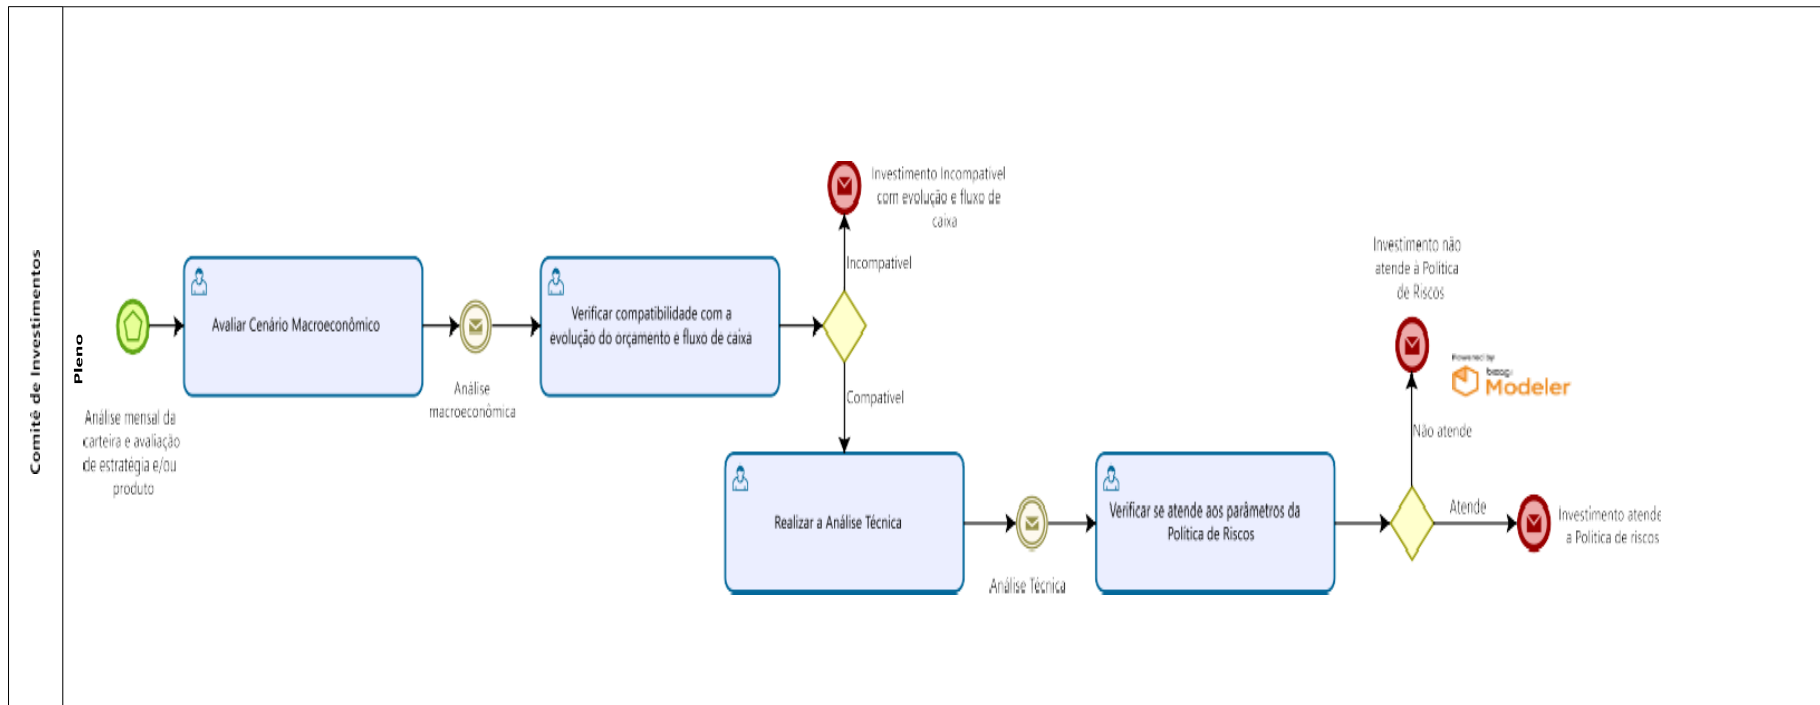 Comitê de Investimentos
Pleno
Análise mensal da
carteira e avaliação
de estratégia e/ou
produto
Avaliar Cenário Macroeconômico
Análise
macroeconômica
Verificar compatibilidade com a
evolução do orçamento e fluxo de caixa
Investimento Incompatível
com evolução e fluxo de
caixa
Incompatível
Compatível
Realizar a Análise Técnica
Análise Técnica
Verificar se atende aos parâmetros da
Política de Riscos
Investimento não
atende à Política
de Riscos
Powered by
bizagi
Modeler
Não atende
Atende
Investimento atende
a Política de riscos